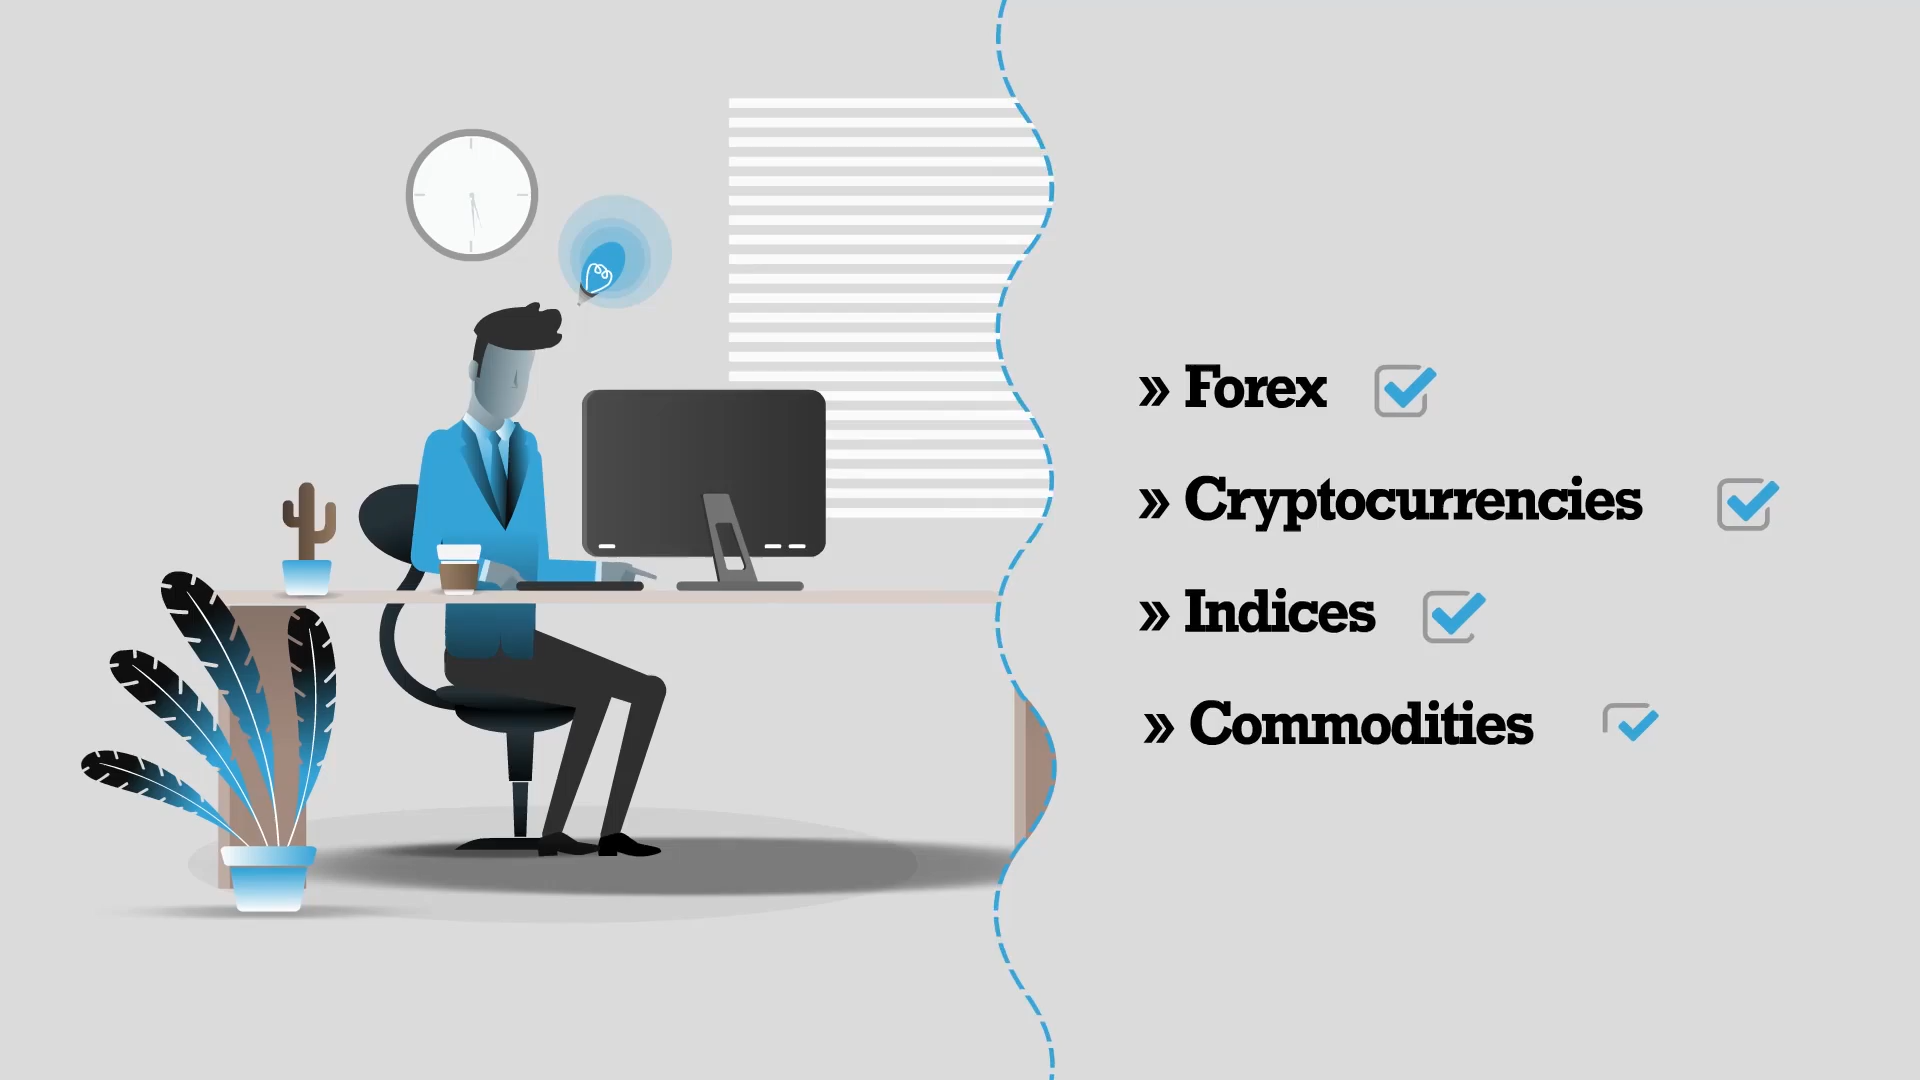 » Forex
» Cryptocurrencies
» Indices
» Commodities